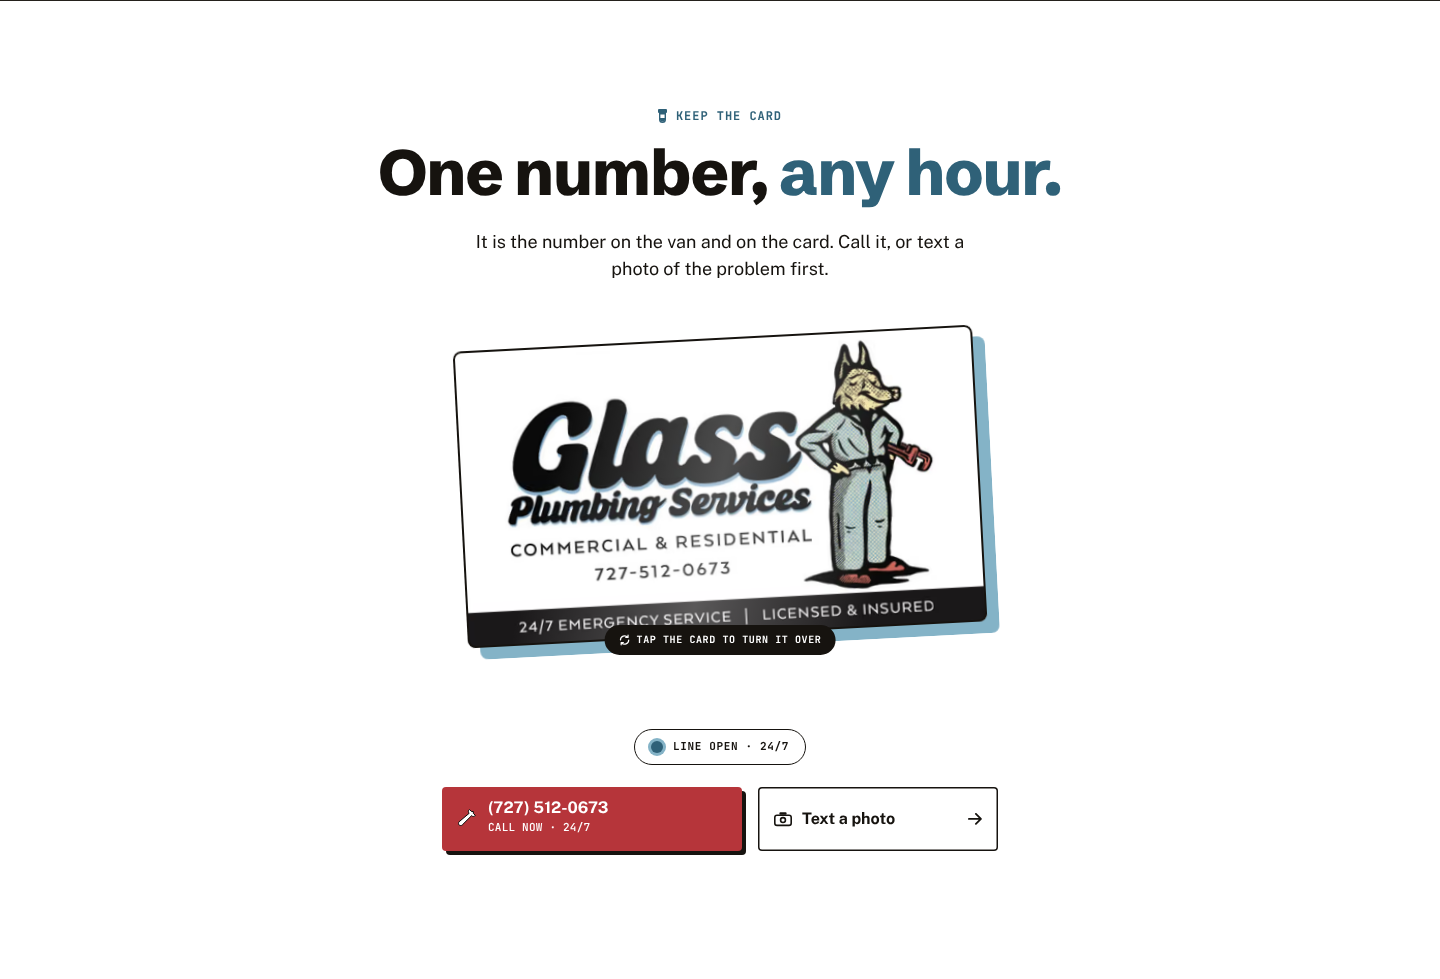 KEEP THE CARD
One number, any hour.
It is the number on the van and on the card. Call it, or text a
photo of the problem first.
Glass
Plumbing Services
COMMERCIAL & RESIDENTIAL
727-512-0673
24/7 EMERGENCY SERVICE | LICENSED & INSURED
TAP THE CARD TO TURN IT OVER
LINE OPEN · 24/7
(727) 512-0673
CALL NOW · 24/7
Text a photo